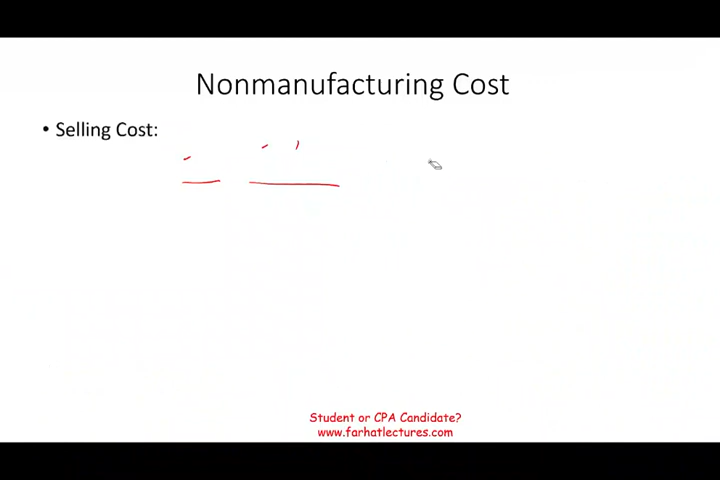 Nonmanufacturing Cost
• Selling Cost:
Student or CPA Candidate?
www.farhatlectures.com